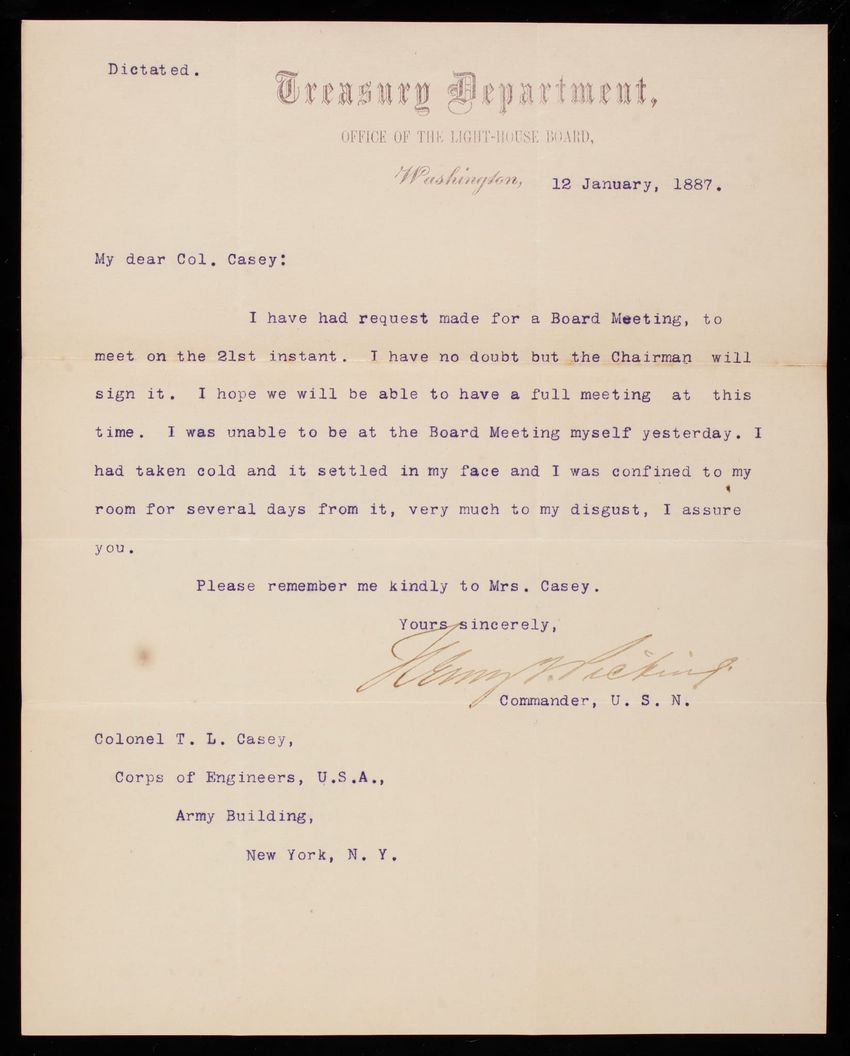 Dictated.
Treasury Department,
OFFICE OF THE LIGHT-HOUSE BOARD,
Washington, 12 January, 1887.
My dear Col. Casey:
I have had request made for a Board Meeting, to
meet on the 21st instant. I have no doubt but the Chairman will
sign it. I hope we will be able to have a full meeting at this
time. I was unable to be at the Board Meeting myself yesterday. I
had taken cold and it settled in my face and I was confined to my
room for several days from it, very much to my disgust, I assure
you.
Please remember me kindly to Mrs. Casey.
Yours sincerely,
Henry F. Picking.
Commander, U. S. N.
Colonel T. L. Casey,
Corps of Engineers, U.S.A.,
Army Building,
New York, N. Y.